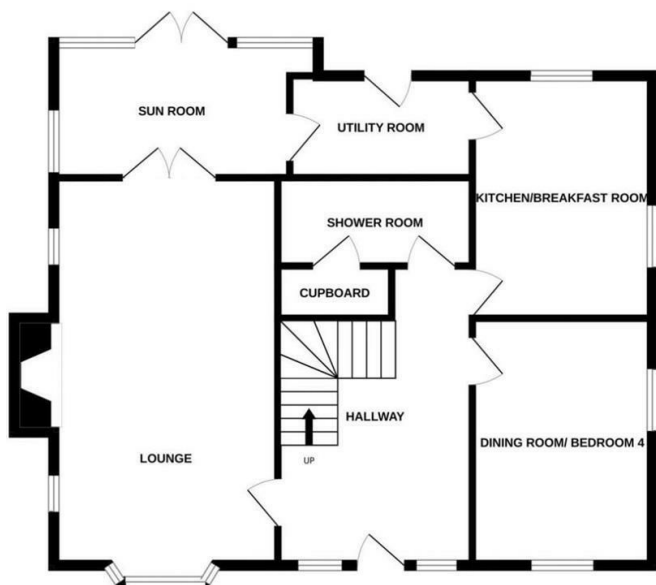 SUN ROOM
UTILITY ROOM
KITCHEN/BREAKFAST ROOM
SHOWER ROOM
CUPBOARD
HALLWAY
DINING ROOM/ BEDROOM 4
LOUNGE
UP